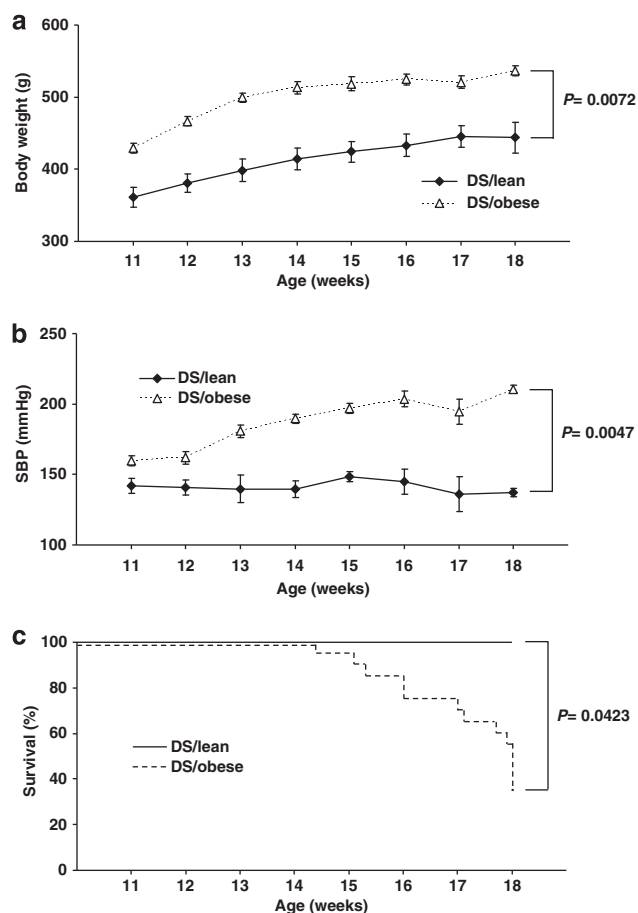 a
600
500
400
300
Body weight (g)
P= 0.0072
DS/lean
DS/obese
11 12 13 14 15 16 17 18
Age (weeks)
b
250
200
150
100
SBP (mmHg)
DS/lean
DS/obese
P= 0.0047
11 12 13 14 15 16 17 18
Age (weeks)
c
100
80
60
40
20
0
Survival (%)
P= 0.0423
DS/lean
DS/obese
11 12 13 14 15 16 17 18
Age (weeks)